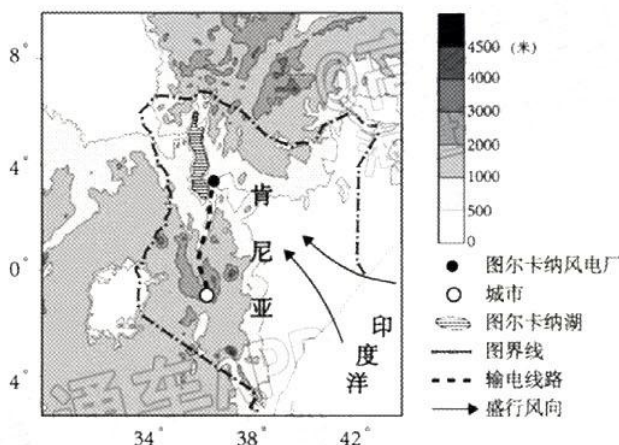 8°
4°
0°
4°
34°
38°
42°
肯
尼
亚
印
度
洋
4500 (米)
4000
3000
2000
1000
500
0
图尔卡纳风电厂
城市
图尔卡纳湖
图界线
输电线路
盛行风向